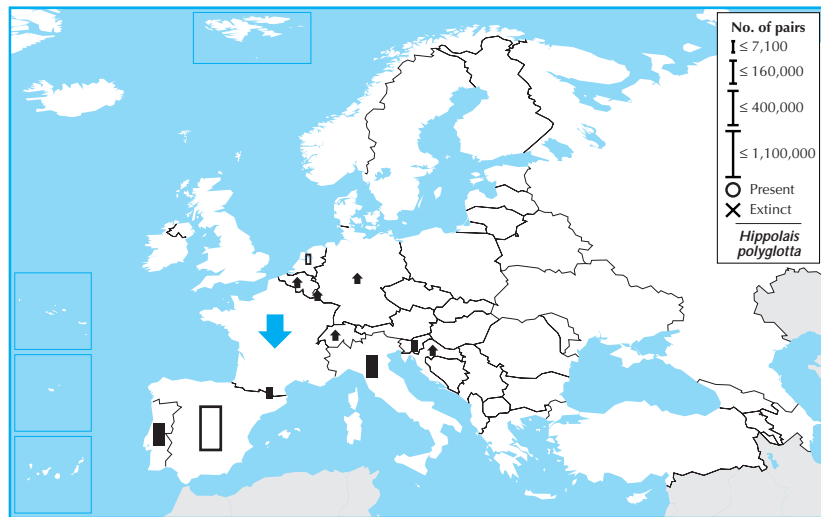 No. of pairs
≤ 7,100
≤ 160,000
≤ 400,000
≤ 1,100,000
Present
Extinct
Hippolais
polyglotta